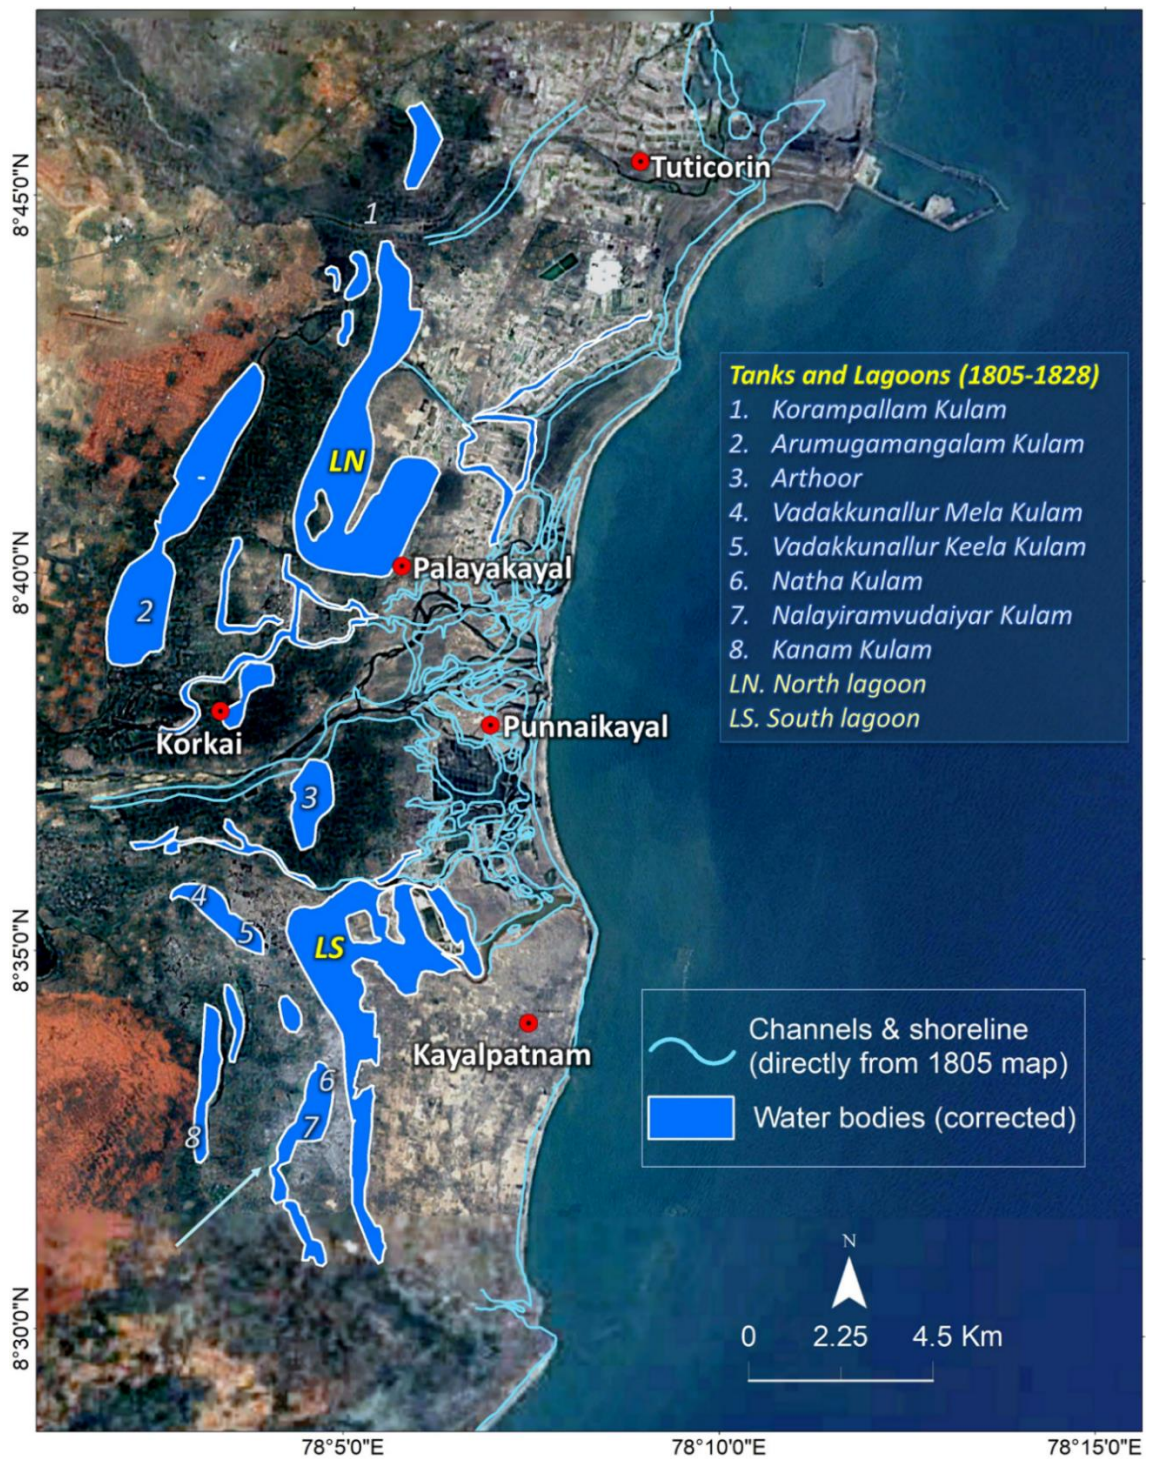 8°45'0"N
8°40'0"N
8°35'0"N
8°30'0"N
1
Tuticorin
LN
2
Palayakayal
Korkai
Punnaikayal
3
4
5
LS
Kayalpatnam
6
7
8
Tanks and Lagoons (1805-1828)
1. Korampallam Kulam
2. Arumugamangalam Kulam
3. Arthoor
4. Vadakkunallur Mela Kulam
5. Vadakkunallur Keela Kulam
6. Natha Kulam
7. Nalayiramvudaiyar Kulam
8. Kanam Kulam
LN. North lagoon
LS. South lagoon
Channels & shoreline
(directly from 1805 map)
Water bodies (corrected)
N
0 2.25 4.5 Km
78°5'0"E 78°10'0"E 78°15'0"E